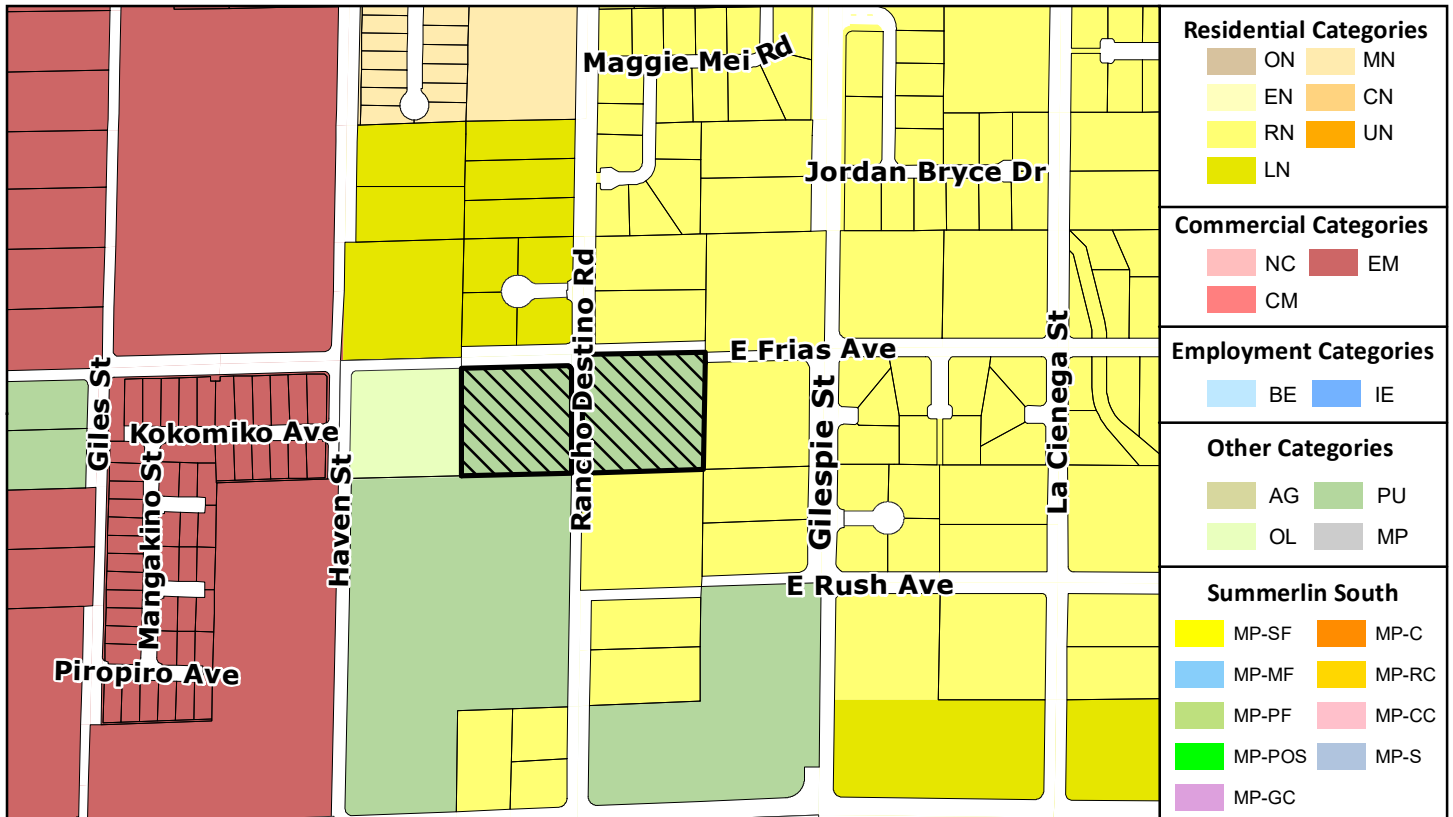 Maggie Mei Rd
Jordan Bryce Dr
Rancho Destino Rd
E Frias Ave
La Cienega St
Giles St
Gilespie St
Kokomiko Ave
Haven St
Mangakino St
E Rush Ave
Piropiro Ave
Residential Categories
ON MN
EN CN
RN UN
LN
Commercial Categories
NC EM
CM
Employment Categories
BE IE
Other Categories
AG PU
OL MP
Summerlin South
MP-SF MP-C
MP-MF MP-RC
MP-PF MP-CC
MP-POS MP-S
MP-GC